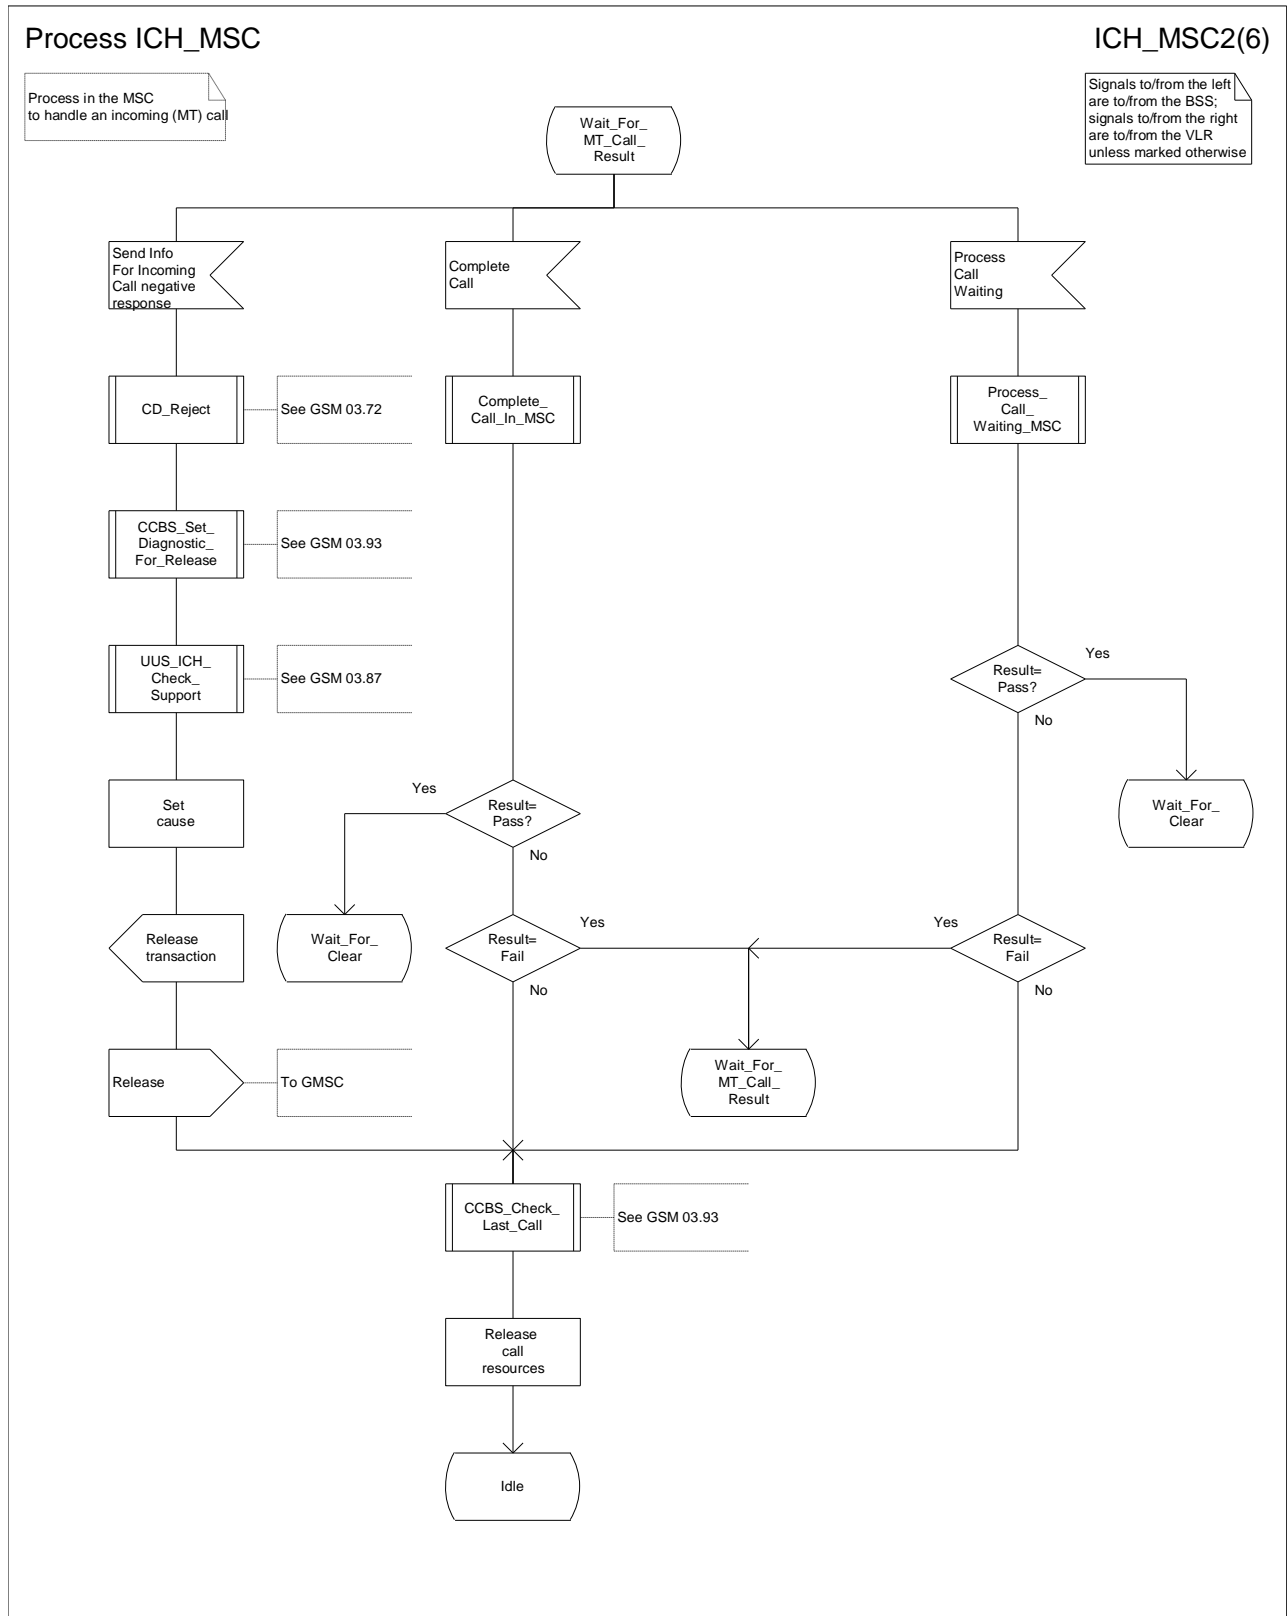 Process ICH_MSC
ICH_MSC2(6)
Process in the MSC
to handle an incoming (MT) call
Signals to/from the left
are to/from the BSS;
signals to/from the right
are to/from the VLR
unless marked otherwise
Wait_For_
MT_Call_
Result
Send Info
For Incoming
Call negative
response
Complete
Call
Process
Call
Waiting
CD_Reject
See GSM 03.72
Complete_
Call_In_MSC
Process_
Call_
Waiting_MSC
CCBS_Set_
Diagnostic_
For_Release
See GSM 03.93
UUS_ICH_
Check_
Support
See GSM 03.87
Result=
Pass?
Yes
No
Set
cause
Yes
Result=
Pass?
No
Wait_For_
Clear
Release
transaction
Wait_For_
Clear
Result=
Fail
Yes
No
Yes
Result=
Fail
No
Release
To GMSC
Wait_For_
MT_Call_
Result
CCBS_Check_
Last_Call
See GSM 03.93
Release
call
resources
Idle